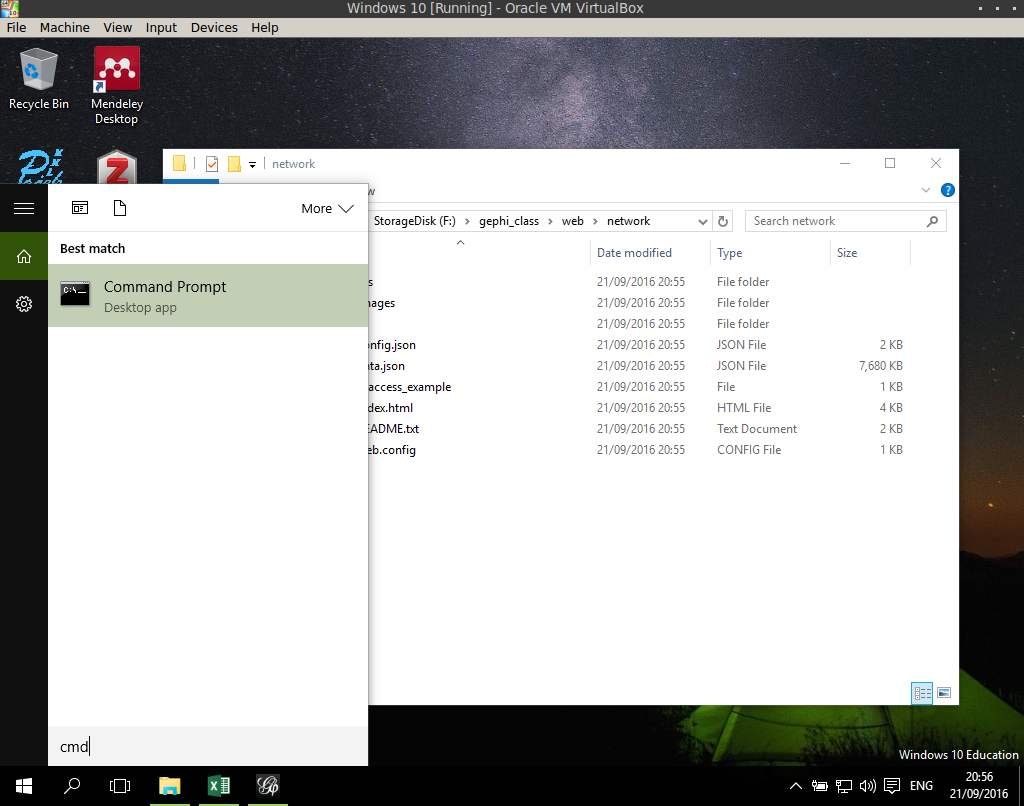 Windows 10 [Running] - Oracle VM VirtualBox
File Machine View Input Devices Help
Recycle Bin
Mendeley
Desktop
network
More
StorageDisk (F:) > gephi_class > web > network
Search network
Best match
Date modified Type Size
Command Prompt
Desktop app
C:\._
s 21/09/2016 20:55 File folder
nages 21/09/2016 20:55 File folder
21/09/2016 20:55 File folder
onfig.json 21/09/2016 20:55 JSON File 2 KB
ata.json 21/09/2016 20:55 JSON File 7,680 KB
access_example 21/09/2016 20:55 File 1 KB
dex.html 21/09/2016 20:55 HTML File 4 KB
EADME.txt 21/09/2016 20:55 Text Document 2 KB
eb.config 21/09/2016 20:55 CONFIG File 1 KB
cmd
Windows 10 Education
ENG
20:56
21/09/2016